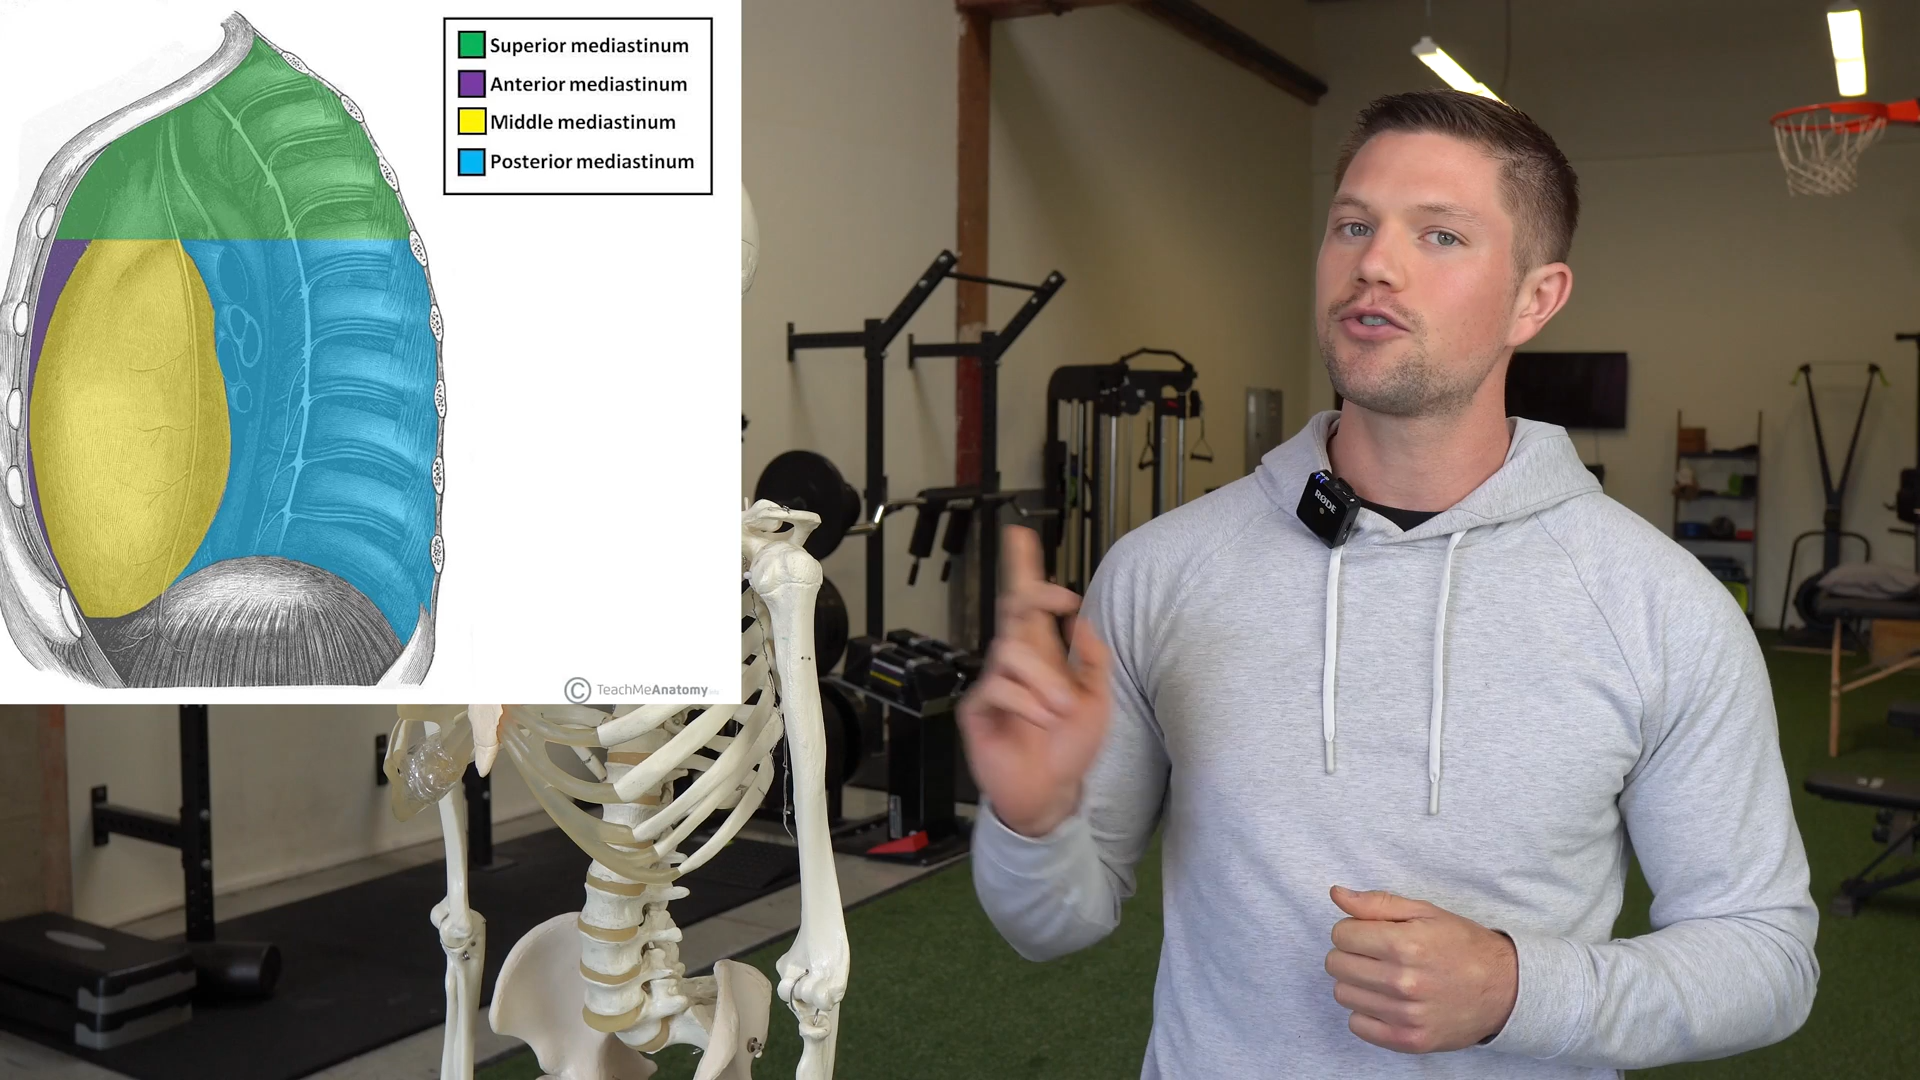 Superior mediastinum
Anterior mediastinum
Middle mediastinum
Posterior mediastinum
© TeachMeAnatomy
RØDE